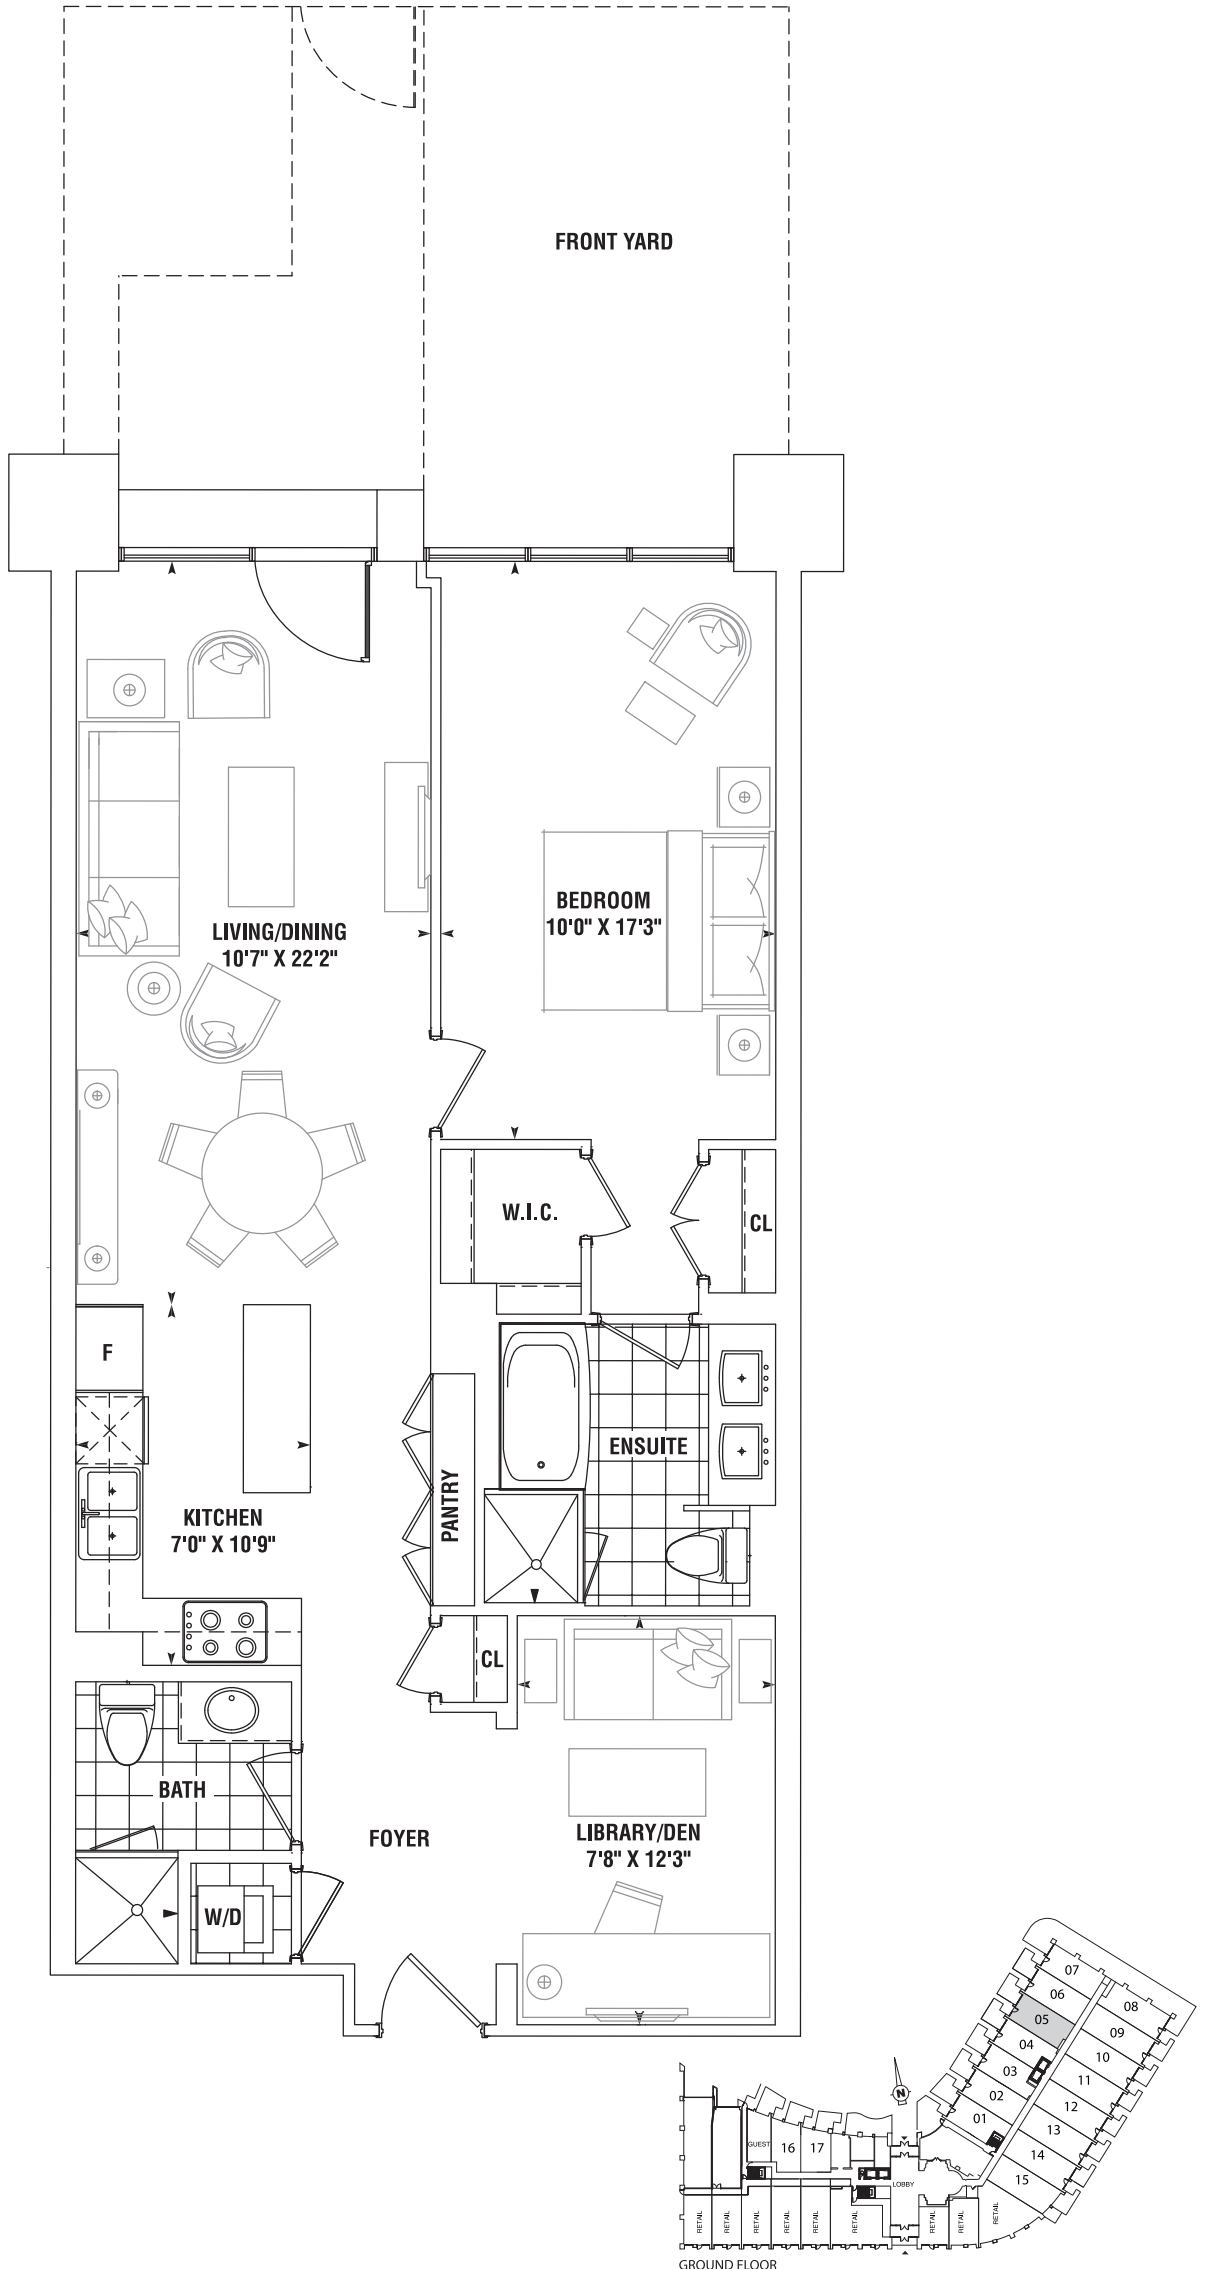 FRONT YARD
LIVING/DINING
10'7" X 22'2"
BEDROOM
10'0" X 17'3"
W.I.C.
CL
F
KITCHEN
7'0" X 10'9"
PANTRY
ENSUITE
CL
BATH
W/D
FOYER
LIBRARY/DEN
7'8" X 12'3"
07
06
05
04
03
02
01
08
09
10
11
12
13
14
15
N
GUEST
16
17
LOBBY
RETAIL
RETAIL
RETAIL
RETAIL
RETAIL
RETAIL
RETAIL
RETAIL
RETAIL
GROUND FLOOR